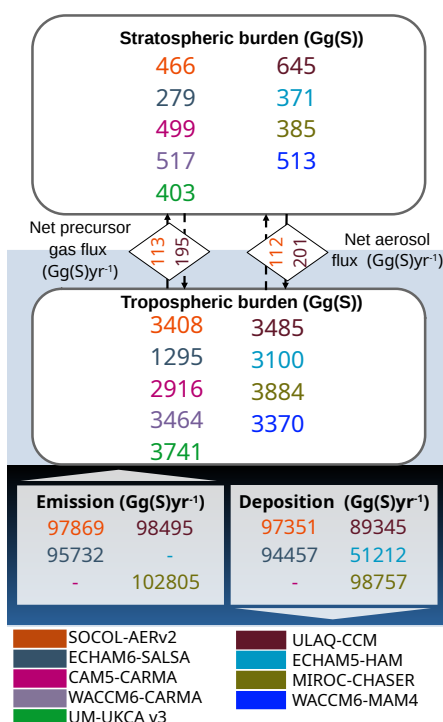 Stratospheric burden (Gg(S))
466 645
279 371
499 385
517 513
403
Net precursor gas flux (Gg(S)yr⁻¹)
113 195
112 201
Net aerosol flux (Gg(S)yr⁻¹)
Tropospheric burden (Gg(S))
3408 3485
1295 3100
2916 3884
3464 3370
3741
Emission (Gg(S)yr⁻¹)
97869 98495
95732 -
- 102805
Deposition (Gg(S)yr⁻¹)
97351 89345
94457 51212
- 98757
SOCOL-AERv2
ECHAM6-SALSA
CAM5-CARMA
WACCM6-CARMA
UM-UKCA v3
ULAQ-CCM
ECHAM5-HAM
MIROC-CHASER
WACCM6-MAM4